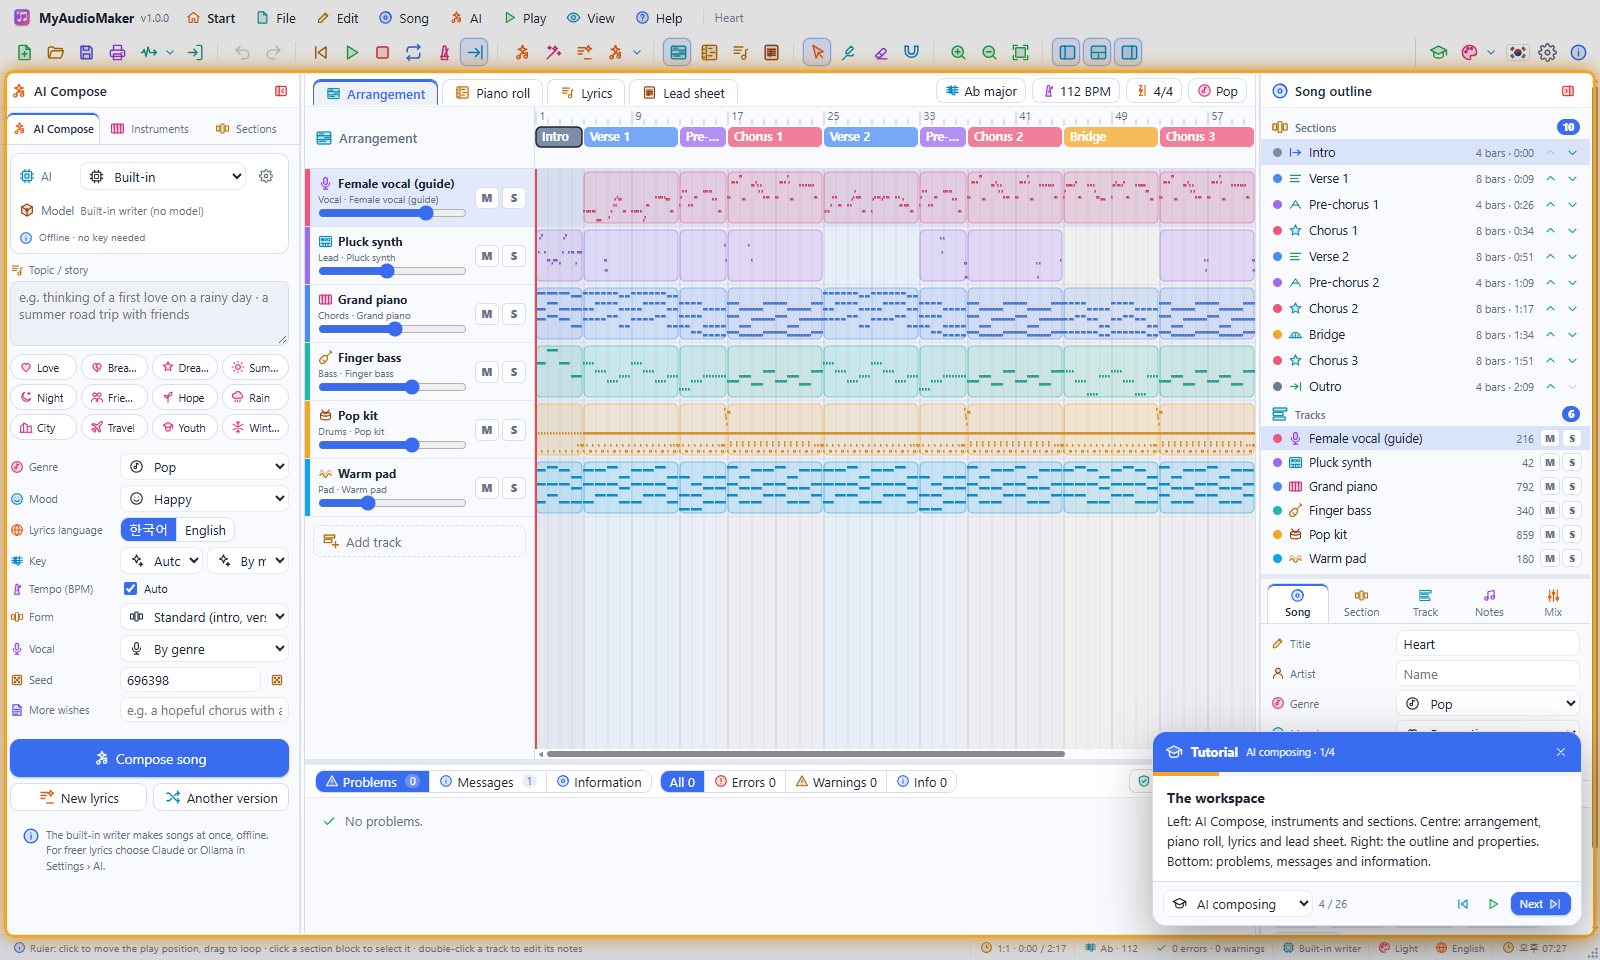 MyAudioMaker v1.0.0 Start File Edit Song AI Play View Help Heart
AI Compose
AI Compose Instruments Sections
AI Built-in
Model Built-in writer (no model)
Offline · no key needed
Topic / story
e.g. thinking of a first love on a rainy day · a
summer road trip with friends
Love Brea... Drea... Sum...
Night Frie... Hope Rain
City Travel Youth Wint...
Genre Pop
Mood Happy
Lyrics language 한국어 English
Key Auto By m
Tempo (BPM) Auto
Form Standard (intro, vers
Vocal By genre
Seed 696398
More wishes e.g. a hopeful chorus with a
Compose song
New lyrics Another version
The built-in writer makes songs at once, offline.
For freer lyrics choose Claude or Ollama in
Settings › AI.
Arrangement Piano roll Lyrics Lead sheet Ab major 112 BPM 4/4 Pop
Arrangement
1 9 17 25 33 41 49 57
Intro Verse 1 Pre-... Chorus 1 Verse 2 Pre-... Chorus 2 Bridge Chorus 3
Female vocal (guide)
Vocal · Female vocal (guide)
M S
Pluck synth
Lead · Pluck synth
M S
Grand piano
Chords · Grand piano
M S
Finger bass
Bass · Finger bass
M S
Pop kit
Drums · Pop kit
M S
Warm pad
Pad · Warm pad
M S
Add track
Problems 0 Messages 1 Information All 0 Errors 0 Warnings 0 Info 0
No problems.
Song outline
Sections 10
Intro 4 bars · 0:00
Verse 1 8 bars · 0:09
Pre-chorus 1 4 bars · 0:26
Chorus 1 8 bars · 0:34
Verse 2 8 bars · 0:51
Pre-chorus 2 4 bars · 1:09
Chorus 2 8 bars · 1:17
Bridge 8 bars · 1:34
Chorus 3 8 bars · 1:51
Outro 4 bars · 2:09
Tracks 6
Female vocal (guide) 216 M S
Pluck synth 42 M S
Grand piano 792 M S
Finger bass 340 M S
Pop kit 859 M S
Warm pad 180 M S
Song Section Track Notes Mix
Title Heart
Artist Name
Genre Pop
Tutorial AI composing · 1/4
The workspace
Left: AI Compose, instruments and sections. Centre: arrangement,
piano roll, lyrics and lead sheet. Right: the outline and properties.
Bottom: problems, messages and information.
AI composing 4 / 26 Next
Ruler: click to move the play position, drag to loop · click a section block to select it · double-click a track to edit its notes
1:1 · 0:00 / 2:17 Ab · 112 0 errors · 0 warnings Built-in writer Light English 오후 07:27